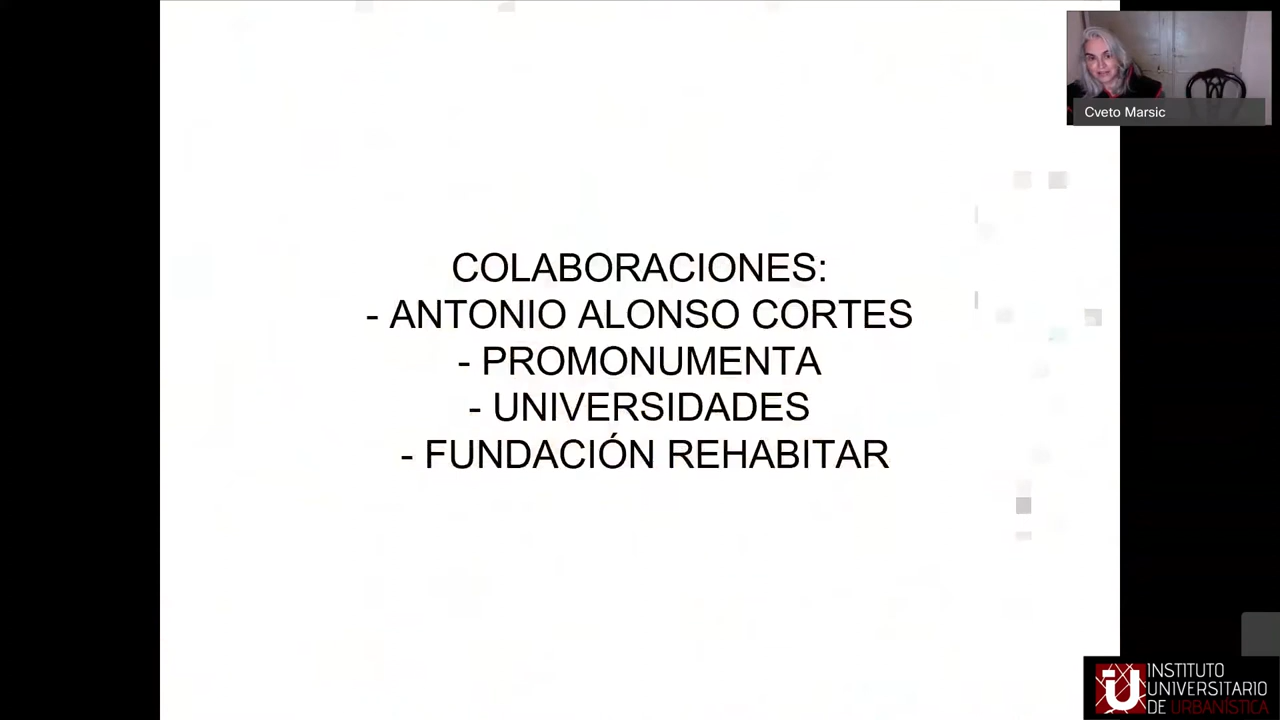 Cveto Marsic
COLABORACIONES:
- ANTONIO ALONSO CORTES
- PROMONUMENTA
- UNIVERSIDADES
- FUNDACIÓN REHABITAR
INSTITUTO
UNIVERSITARIO
DE URBANÍSTICA